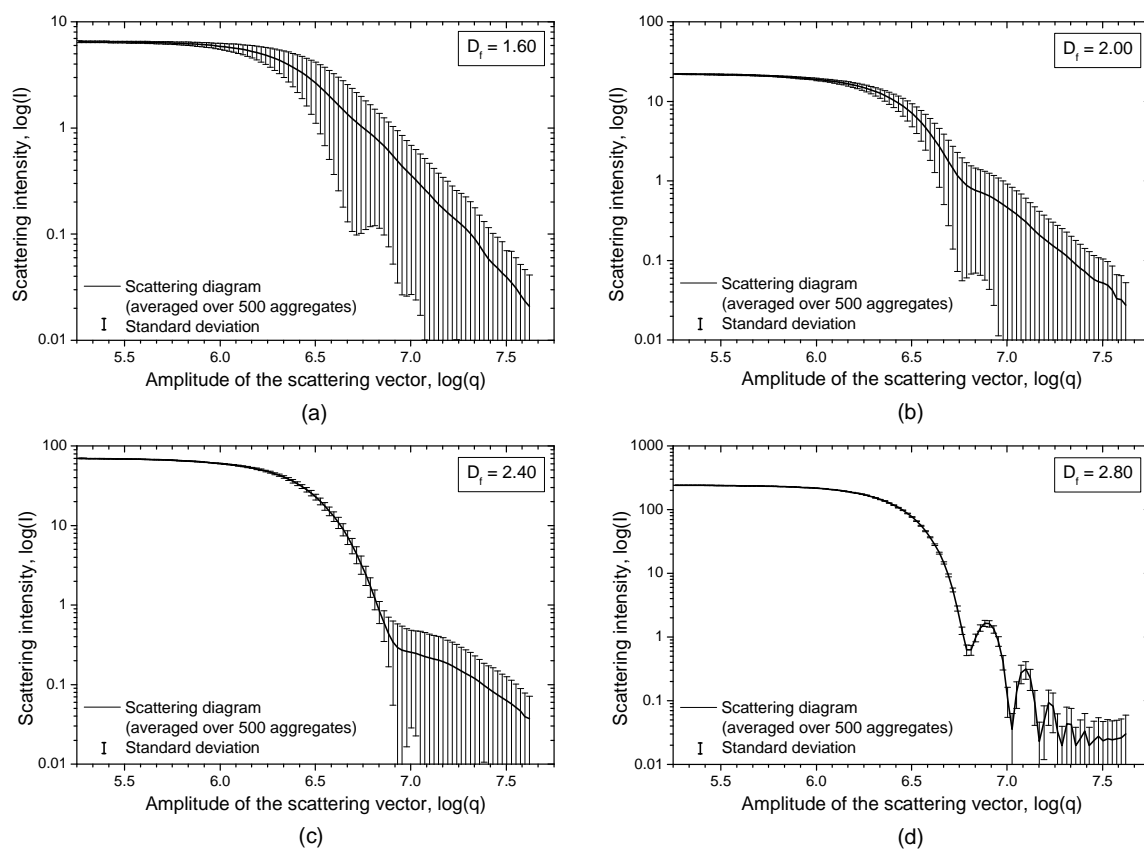 10
1
0.1
0.01
Scattering intensity, log(I)
D_f = 1.60
Scattering diagram
(averaged over 500 aggregates)
Standard deviation
5.5 6.0 6.5 7.0 7.5
Amplitude of the scattering vector, log(q)
(a)
100
10
1
0.1
0.01
Scattering intensity, log(I)
D_f = 2.00
Scattering diagram
(averaged over 500 aggregates)
Standard deviation
5.5 6.0 6.5 7.0 7.5
Amplitude of the scattering vector, log(q)
(b)
100
10
1
0.1
0.01
Scattering intensity, log(I)
D_f = 2.40
Scattering diagram
(averaged over 500 aggregates)
Standard deviation
5.5 6.0 6.5 7.0 7.5
Amplitude of the scattering vector, log(q)
(c)
1000
100
10
1
0.1
0.01
Scattering intensity, log(I)
D_f = 2.80
Scattering diagram
(averaged over 500 aggregates)
Standard deviation
5.5 6.0 6.5 7.0 7.5
Amplitude of the scattering vector, log(q)
(d)